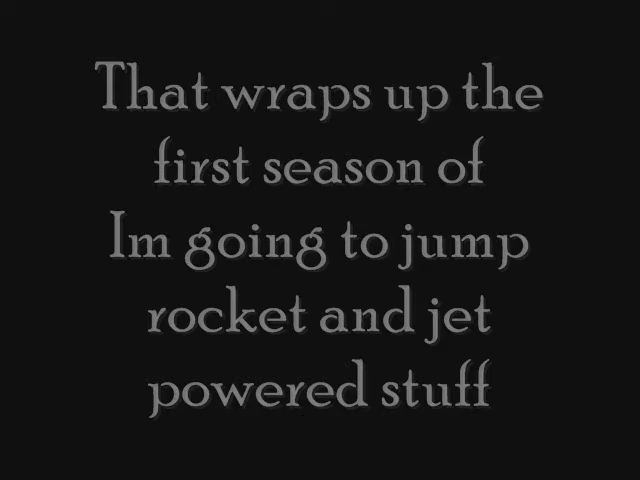 That wraps up the
first season of
Im going to jump
rocket and jet
powered stuff